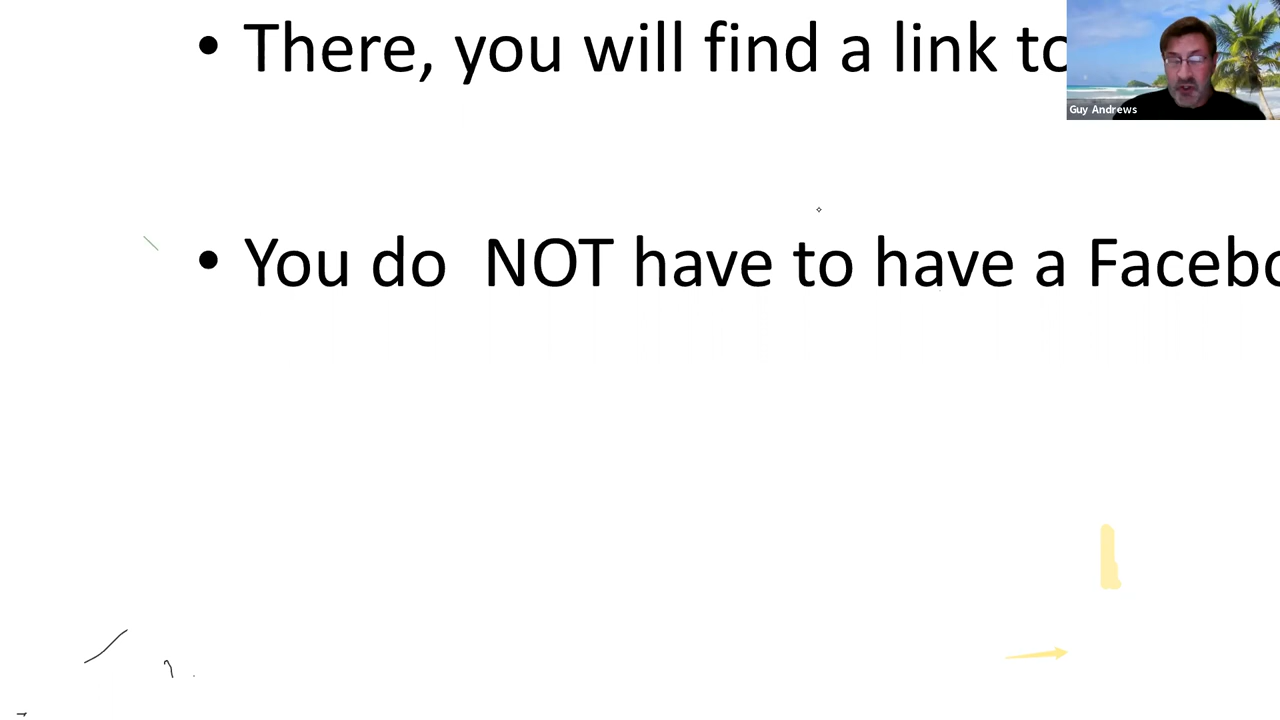 • There, you will find a link to
Guy Andrews
• You do  NOT have to have a Facebo